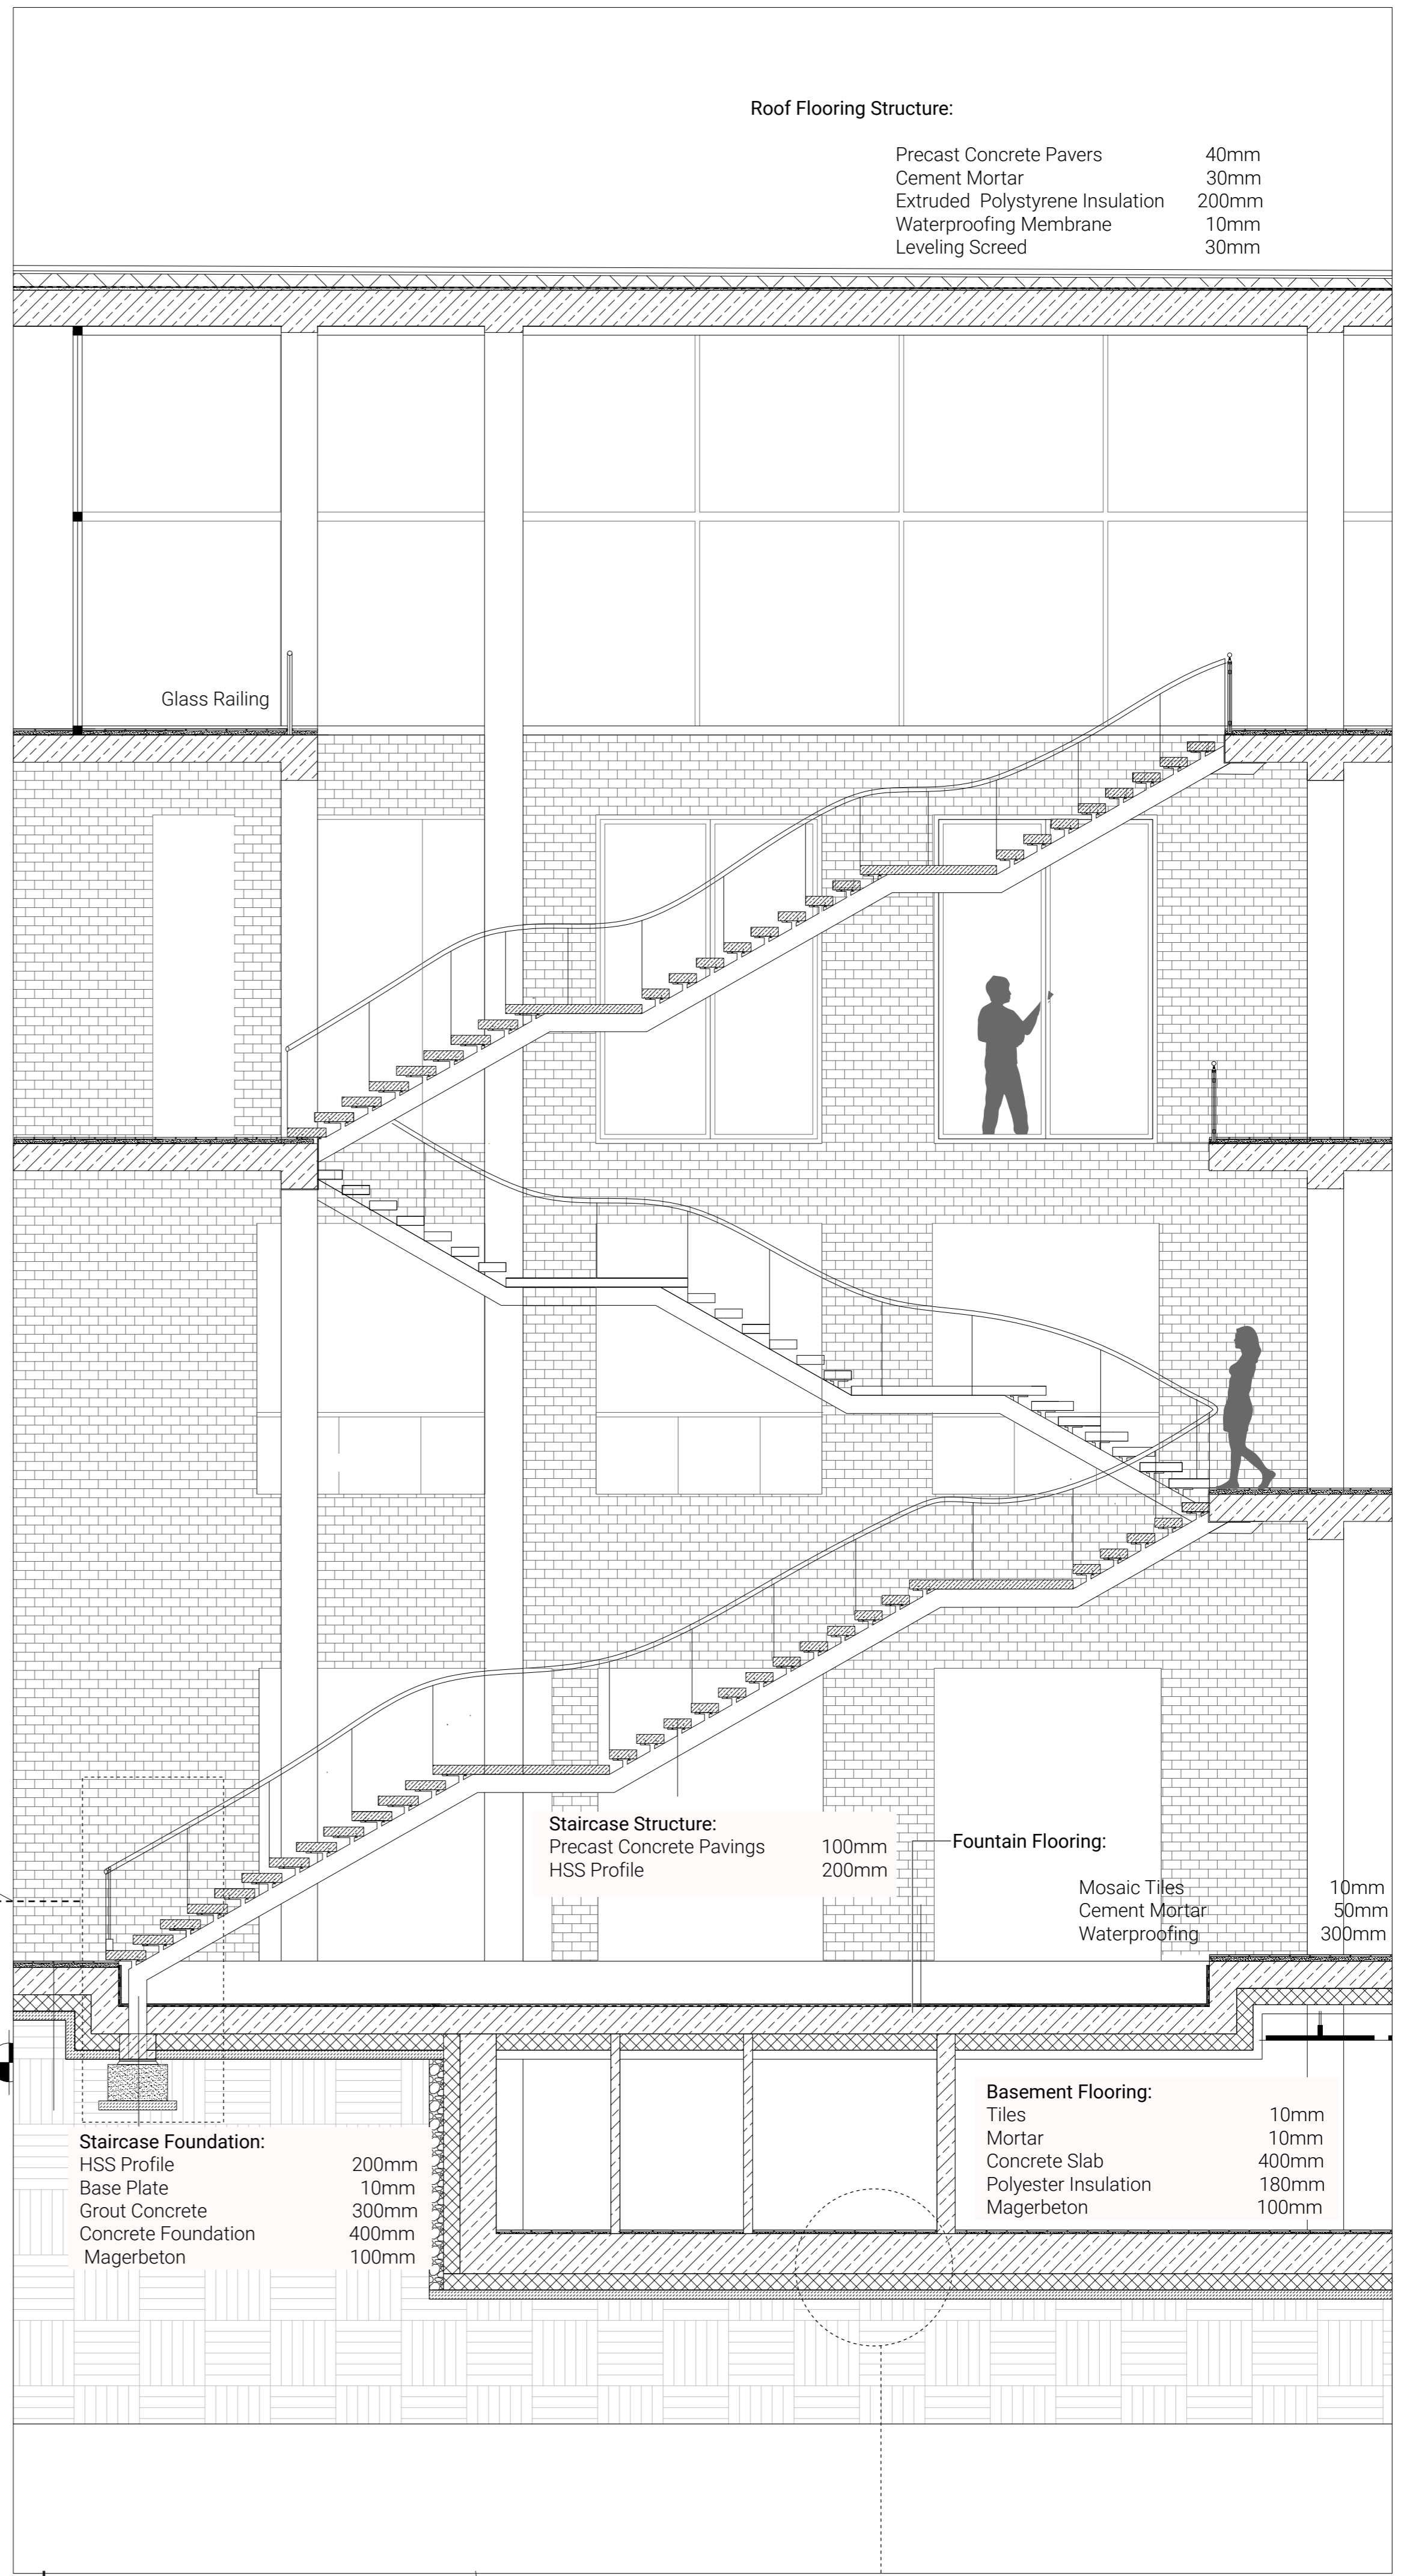 Roof Flooring Structure:
Precast Concrete Pavers 40mm
Cement Mortar 30mm
Extruded Polystyrene Insulation 200mm
Waterproofing Membrane 10mm
Leveling Screed 30mm
Glass Railing
Staircase Structure:
Precast Concrete Pavings 100mm
HSS Profile 200mm
Fountain Flooring:
Mosaic Tiles 10mm
Cement Mortar 50mm
Waterproofing 300mm
Basement Flooring:
Tiles 10mm
Mortar 10mm
Concrete Slab 400mm
Polyester Insulation 180mm
Magerbeton 100mm
Staircase Foundation:
HSS Profile 200mm
Base Plate 10mm
Grout Concrete 300mm
Concrete Foundation 400mm
Magerbeton 100mm